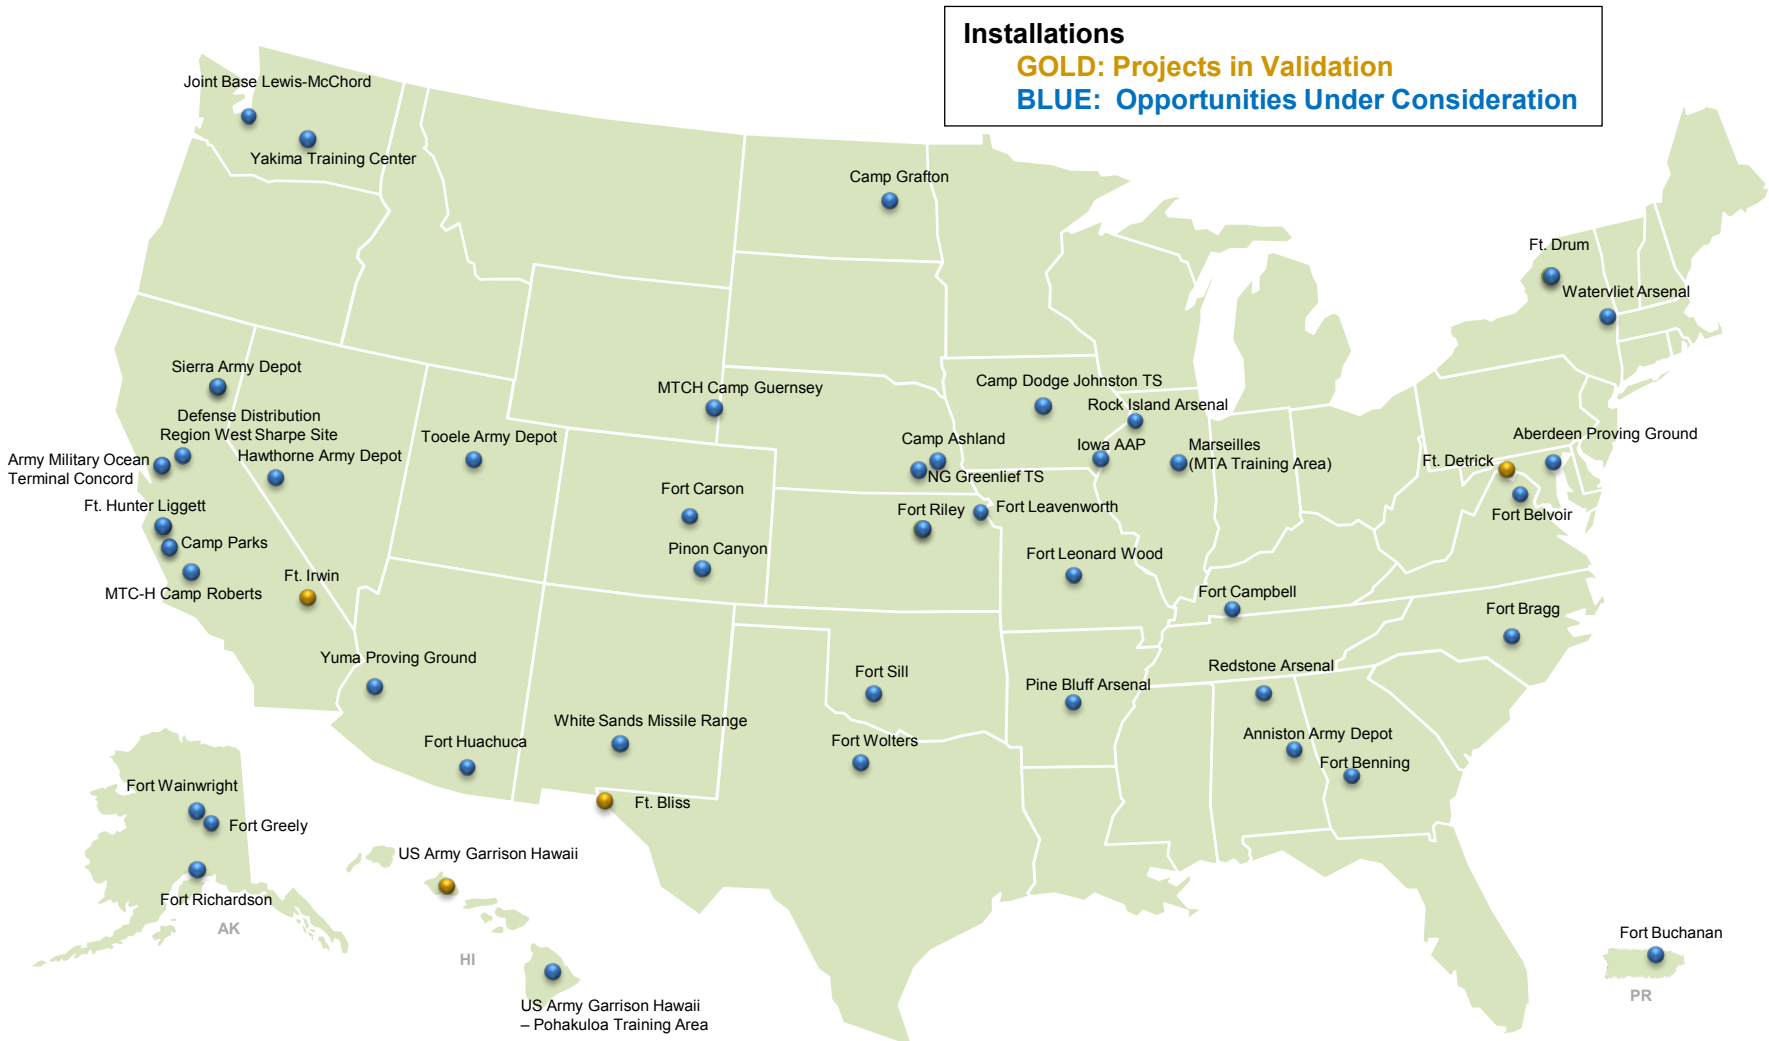 Installations
GOLD: Projects in Validation
BLUE: Opportunities Under Consideration
Joint Base Lewis-McChord
Yakima Training Center
Camp Grafton
Ft. Drum
Watervliet Arsenal
Sierra Army Depot
MTCH Camp Guernsey
Camp Dodge Johnston TS
Rock Island Arsenal
Defense Distribution
Region West Sharpe Site
Hawthorne Army Depot
Army Military Ocean
Terminal Concord
Tooele Army Depot
Camp Ashland
NG Greenlief TS
Iowa AAP
Marseilles
(MTA Training Area)
Aberdeen Proving Ground
Ft. Detrick
Fort Belvoir
Ft. Hunter Liggett
Camp Parks
MTC-H Camp Roberts
Ft. Irwin
Fort Carson
Pinon Canyon
Fort Riley
Fort Leavenworth
Fort Leonard Wood
Fort Campbell
Fort Bragg
Yuma Proving Ground
Fort Sill
Pine Bluff Arsenal
Redstone Arsenal
White Sands Missile Range
Fort Huachuca
Fort Wolters
Anniston Army Depot
Fort Benning
Ft. Bliss
Fort Wainwright
Fort Greely
Fort Richardson
AK
US Army Garrison Hawaii
HI
US Army Garrison Hawaii
– Pohakuloa Training Area
Fort Buchanan
PR